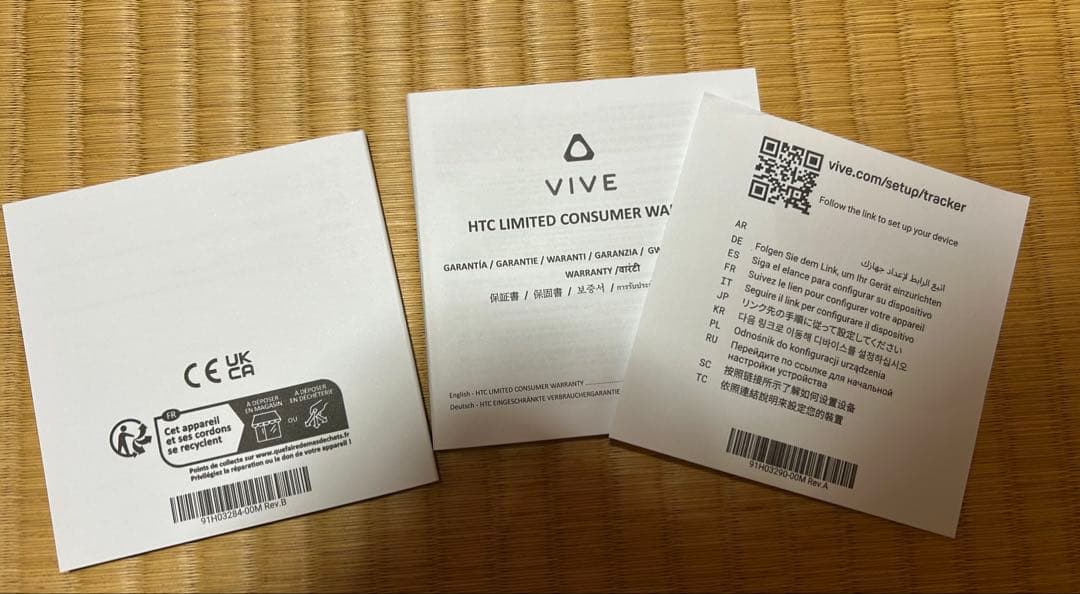 CE UK
CA
FR
Cet appareil
et ses cordons
se recyclent
À DÉPOSER
EN MAGASIN
OU
À DÉPOSER
EN DÉCHÈTERIE
Points de collecte sur www.quefairedemesdechets.fr
Privilégiez la réparation ou le don de votre appareil !
91H03284-00M Rev.B
VIVE
HTC LIMITED CONSUMER
GARANTÍA / GARANTIE / WARANTI / GARANZIA /
WARRANTY /वारंटी
保証書 / 保固書 / 보증서 /
English - HTC LIMITED CONSUMER WARRANTY
Deutsch - HTC EINGESCHRÄNKTE VERBRAUCHERGARANTIE
vive.com/setup/tracker
Follow the link to set up your device
AR اتبع الرابط لإعداد جهازك
DE Folgen Sie dem Link, um Ihr Gerät einzurichten
ES Siga el elance para configurar su dispositivo
FR Suivez le lien pour configurer votre appareil
IT Seguire il link per configurare il dispositivo
JP リンク先の手順に従って設定してください
KR 다음 링크로 이동해 디바이스를 설정하십시오
PL Odnośnik do konfiguracji urządzenia
RU Перейдите по ссылке для начальной
настройки устройства
SC 按照链接所示了解如何设置设备
TC 依照連結說明來設定您的裝置
91H03290-00M Rev.A